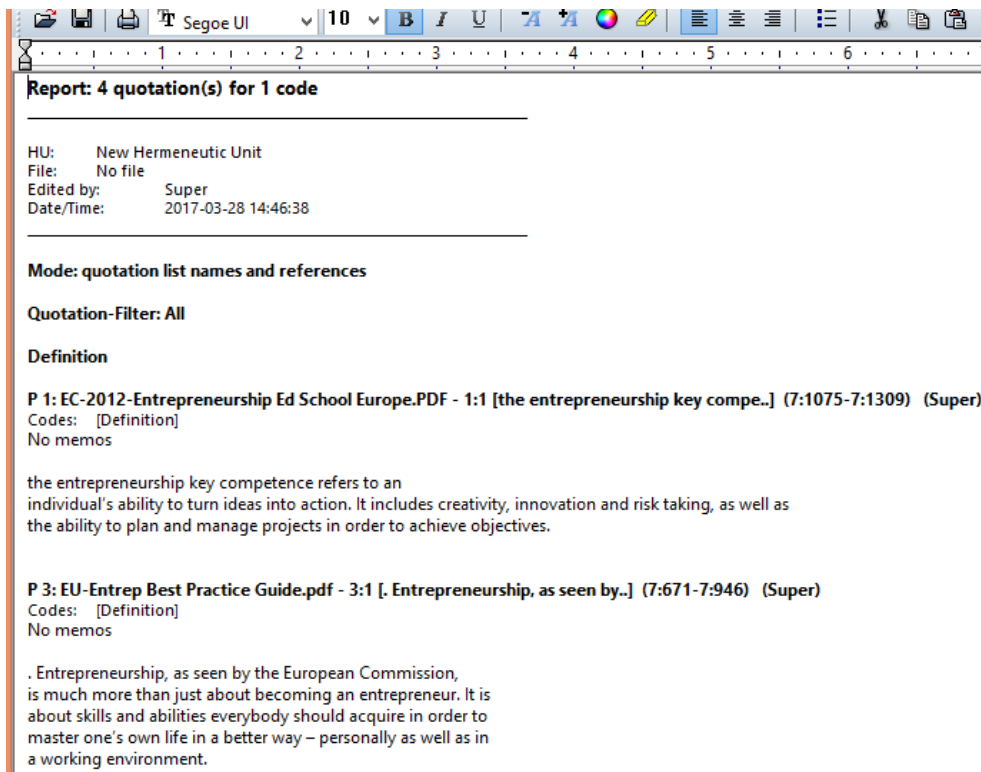 Segoe UI 10 B I U A A
1 2 3 4 5 6
Report: 4 quotation(s) for 1 code
HU: New Hermeneutic Unit
File: No file
Edited by: Super
Date/Time: 2017-03-28 14:46:38
Mode: quotation list names and references
Quotation-Filter: All
Definition
P 1: EC-2012-Entrepreneurship Ed School Europe.PDF - 1:1 [the entrepreneurship key compe..] (7:1075-7:1309) (Super)
Codes: [Definition]
No memos
the entrepreneurship key competence refers to an
individual's ability to turn ideas into action. It includes creativity, innovation and risk taking, as well as
the ability to plan and manage projects in order to achieve objectives.
P 3: EU-Entrep Best Practice Guide.pdf - 3:1 [. Entrepreneurship, as seen by..] (7:671-7:946) (Super)
Codes: [Definition]
No memos
. Entrepreneurship, as seen by the European Commission,
is much more than just about becoming an entrepreneur. It is
about skills and abilities everybody should acquire in order to
master one's own life in a better way – personally as well as in
a working environment.